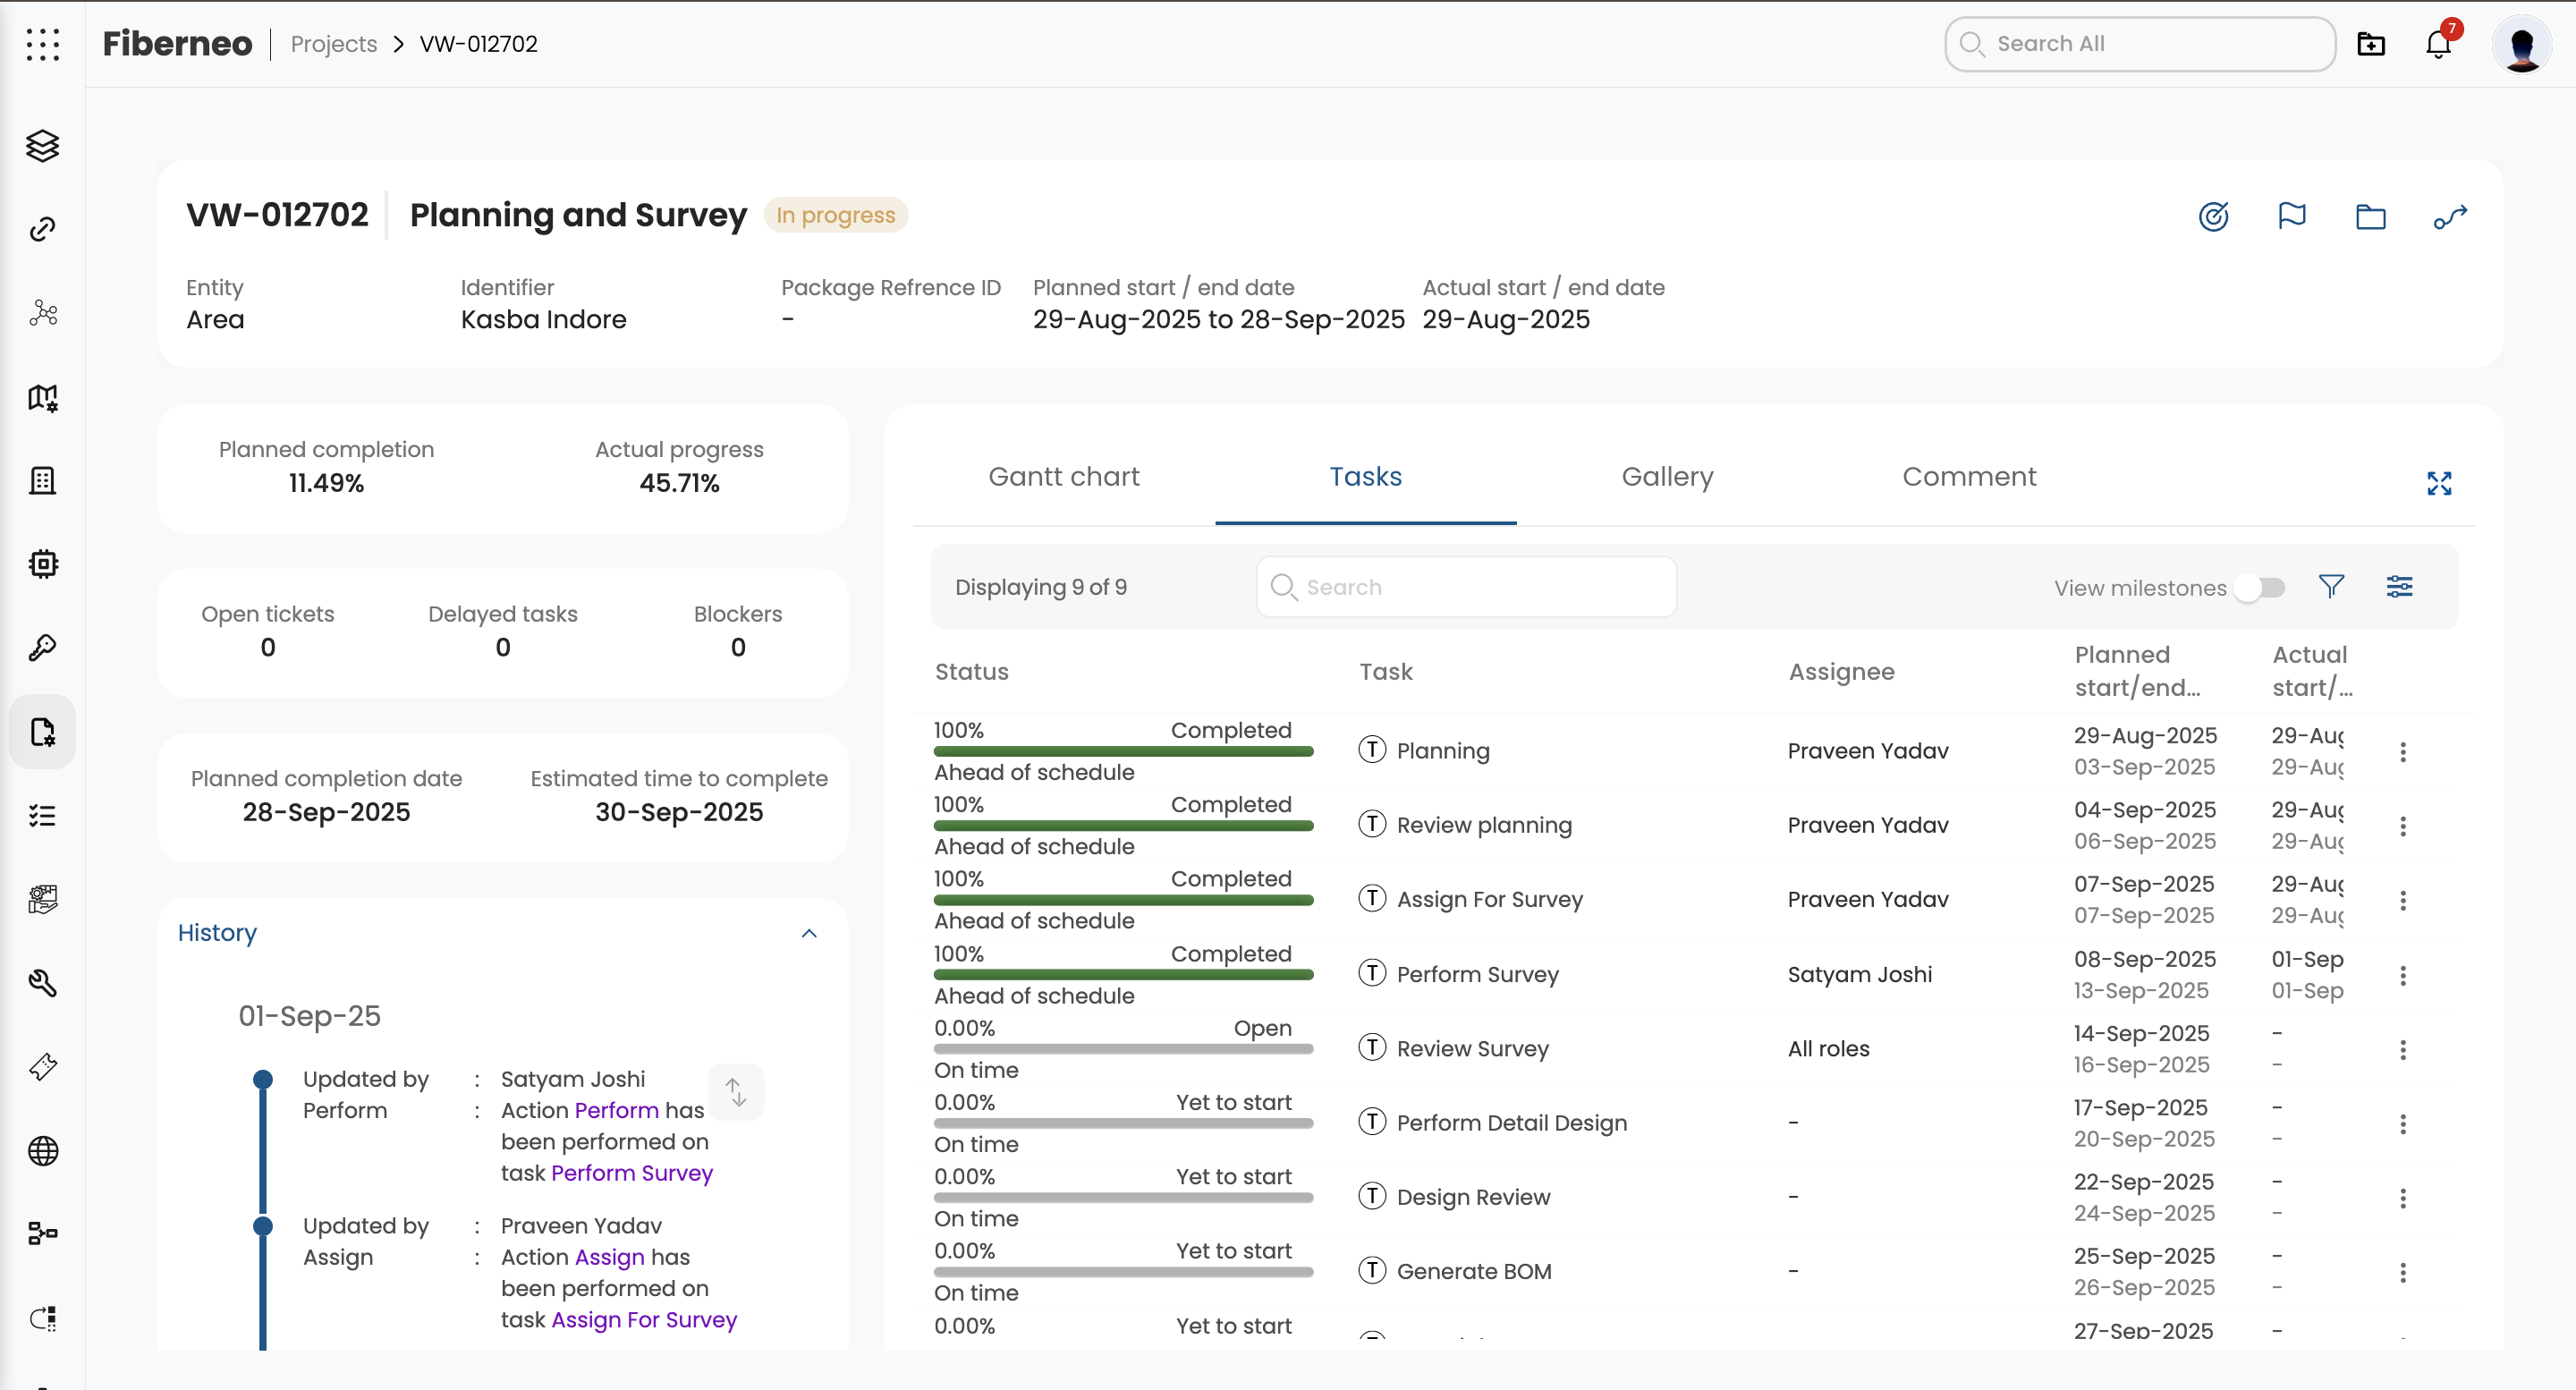 Fiberneo
Projects > VW-012702
Search All
7
VW-012702
Planning and Survey
In progress
Entity
Area
Identifier
Kasba Indore
Package Refrence ID
-
Planned start / end date
29-Aug-2025 to 28-Sep-2025
Actual start / end date
29-Aug-2025
Planned completion
11.49%
Actual progress
45.71%
Open tickets
0
Delayed tasks
0
Blockers
0
Planned completion date
28-Sep-2025
Estimated time to complete
30-Sep-2025
History
01-Sep-25
Updated by : Satyam Joshi
Perform : Action Perform has
been performed on
task Perform Survey
Updated by : Praveen Yadav
Assign : Action Assign has
been performed on
task Assign For Survey
Gantt chart
Tasks
Gallery
Comment
Displaying 9 of 9
Search
View milestones
Status
Task
Assignee
Planned
start/end...
Actual
start/...
100% Completed
Ahead of schedule
T Planning
Praveen Yadav
29-Aug-2025
03-Sep-2025
29-Aug
29-Aug
100% Completed
Ahead of schedule
T Review planning
Praveen Yadav
04-Sep-2025
06-Sep-2025
29-Aug
29-Aug
100% Completed
Ahead of schedule
T Assign For Survey
Praveen Yadav
07-Sep-2025
07-Sep-2025
29-Aug
29-Aug
100% Completed
Ahead of schedule
T Perform Survey
Satyam Joshi
08-Sep-2025
13-Sep-2025
01-Sep
01-Sep
0.00% Open
On time
T Review Survey
All roles
14-Sep-2025
16-Sep-2025
-
-
0.00% Yet to start
On time
T Perform Detail Design
-
17-Sep-2025
20-Sep-2025
-
-
0.00% Yet to start
On time
T Design Review
-
22-Sep-2025
24-Sep-2025
-
-
0.00% Yet to start
On time
T Generate BOM
-
25-Sep-2025
26-Sep-2025
-
-
0.00% Yet to start
27-Sep-2025
-